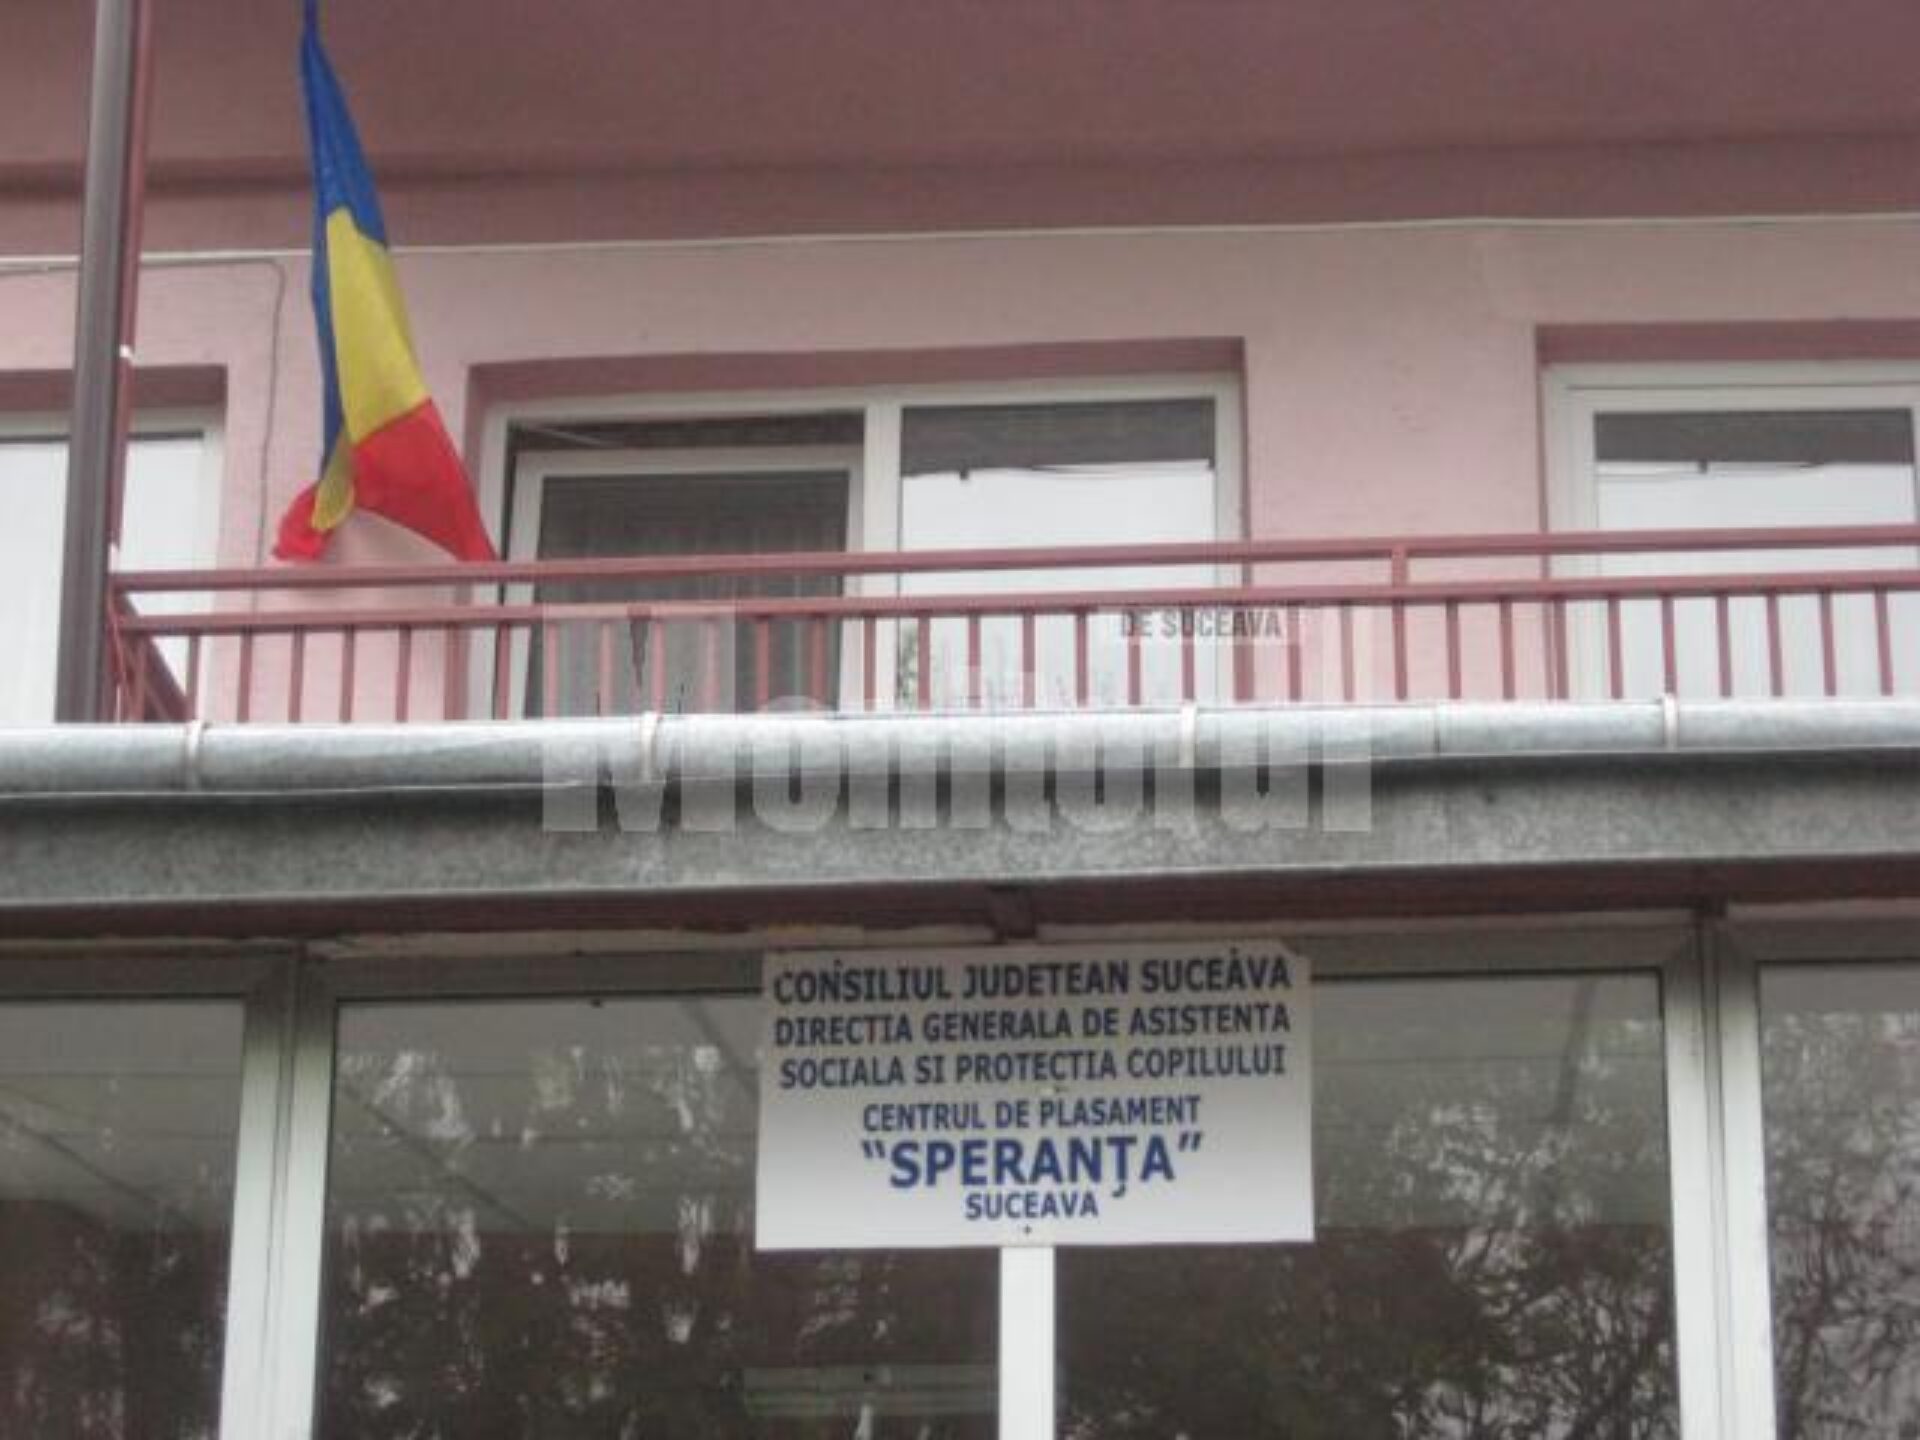 DE SUCEAVA
Monitorul
CONSILIUL JUDETEAN SUCEAVA
DIRECTIA GENERALA DE ASISTENTA
SOCIALA SI PROTECTIA COPILULUI
CENTRUL DE PLASAMENT
“SPERANȚA”
SUCEAVA